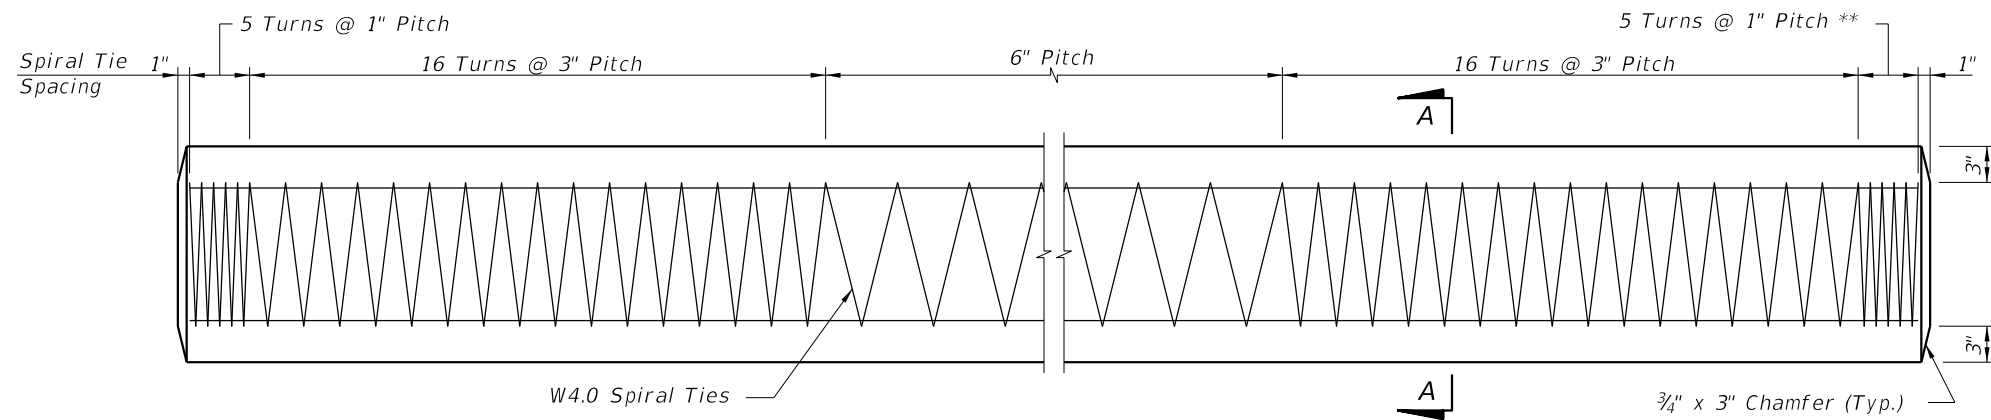 5 Turns @ 1" Pitch
5 Turns @ 1" Pitch **
Spiral Tie Spacing
1"
16 Turns @ 3" Pitch
6" Pitch
16 Turns @ 3" Pitch
1"
A
3"
3"
W4.0 Spiral Ties
A
¾" x 3" Chamfer (Typ.)